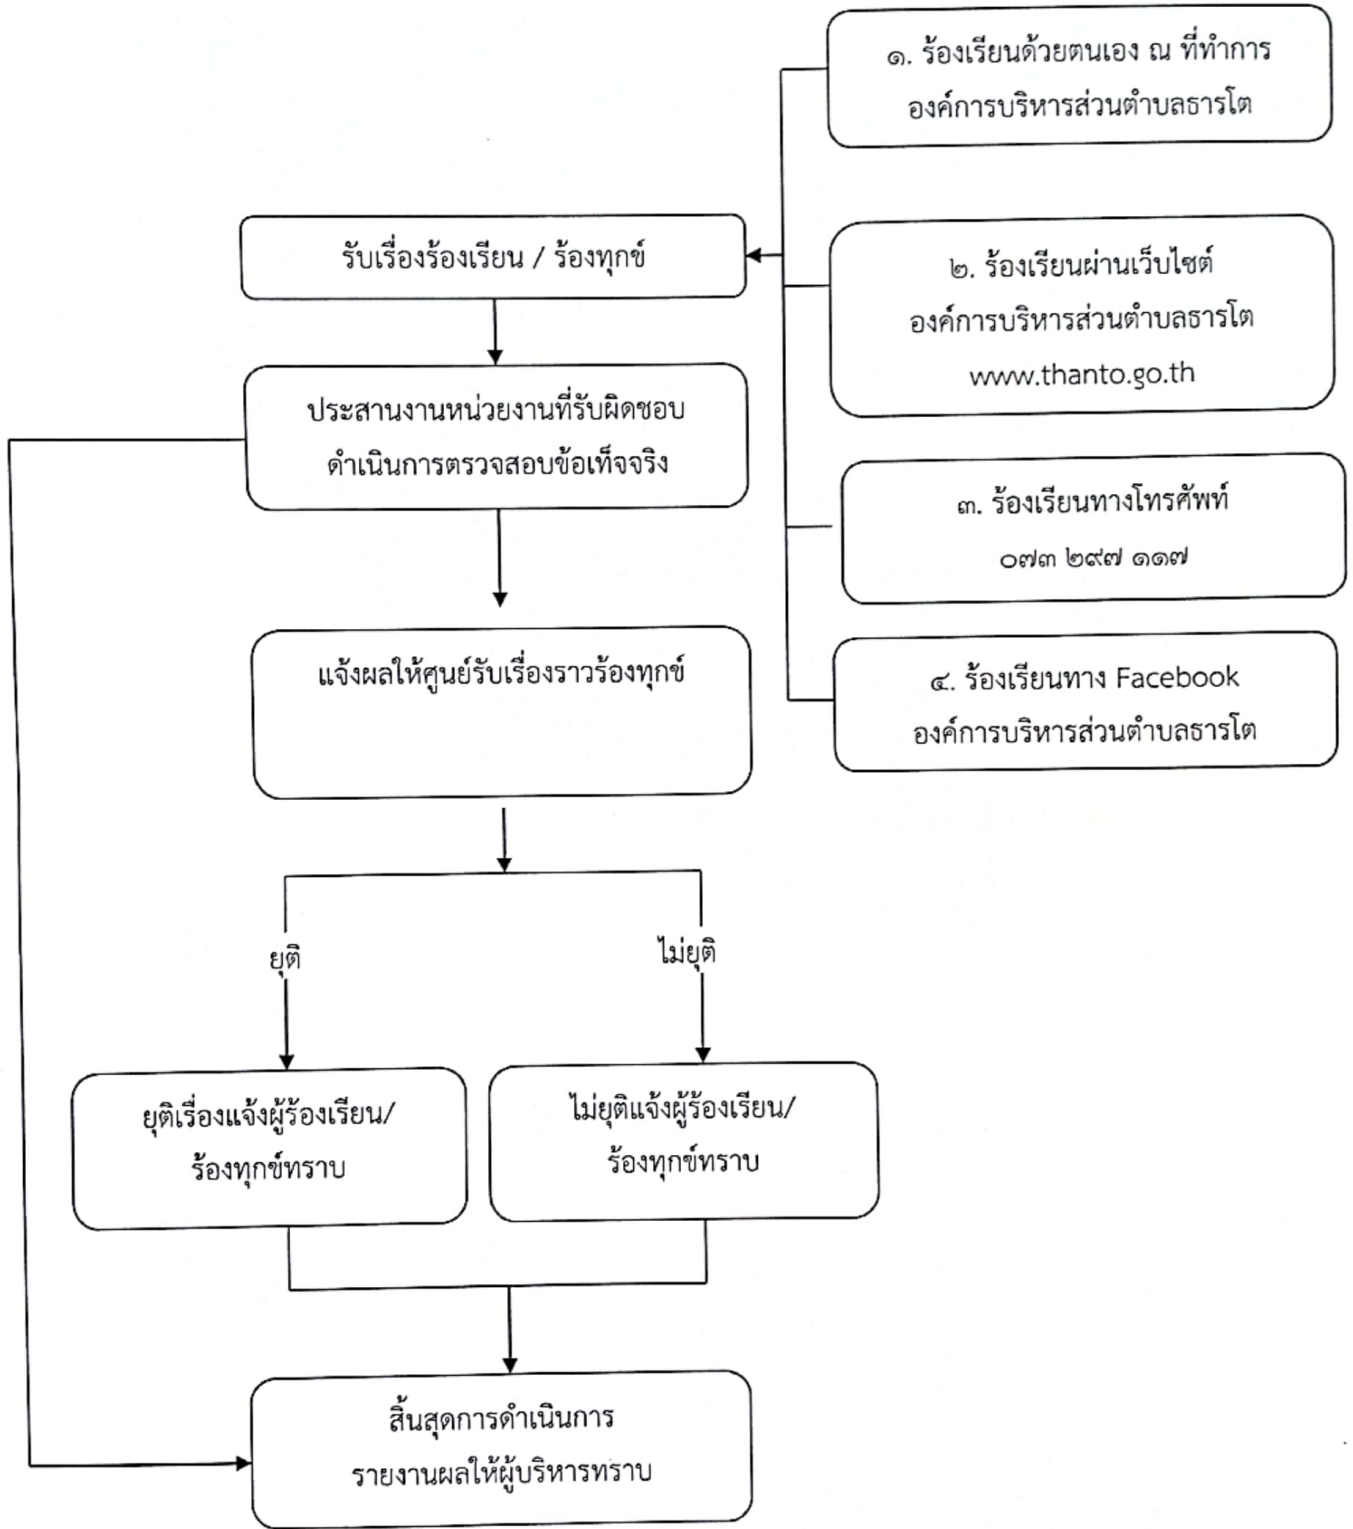 ๑. ร้องเรียนด้วยตนเอง ณ ที่ทำการ
องค์การบริหารส่วนตำบลธารโต
รับเรื่องร้องเรียน / ร้องทุกข์
๒. ร้องเรียนผ่านเว็บไซต์
องค์การบริหารส่วนตำบลธารโต
www.thanto.go.th
ประสานงานหน่วยงานที่รับผิดชอบ
ดำเนินการตรวจสอบข้อเท็จจริง
๓. ร้องเรียนทางโทรศัพท์
๐๗๓ ๒๙๗ ๑๑๗
แจ้งผลให้ศูนย์รับเรื่องราวร้องทุกข์
๔. ร้องเรียนทาง Facebook
องค์การบริหารส่วนตำบลธารโต
ยุติ
ไม่ยุติ
ยุติเรื่องแจ้งผู้ร้องเรียน/
ร้องทุกข์ทราบ
ไม่ยุติแจ้งผู้ร้องเรียน/
ร้องทุกข์ทราบ
สิ้นสุดการดำเนินการ
รายงานผลให้ผู้บริหารทราบ